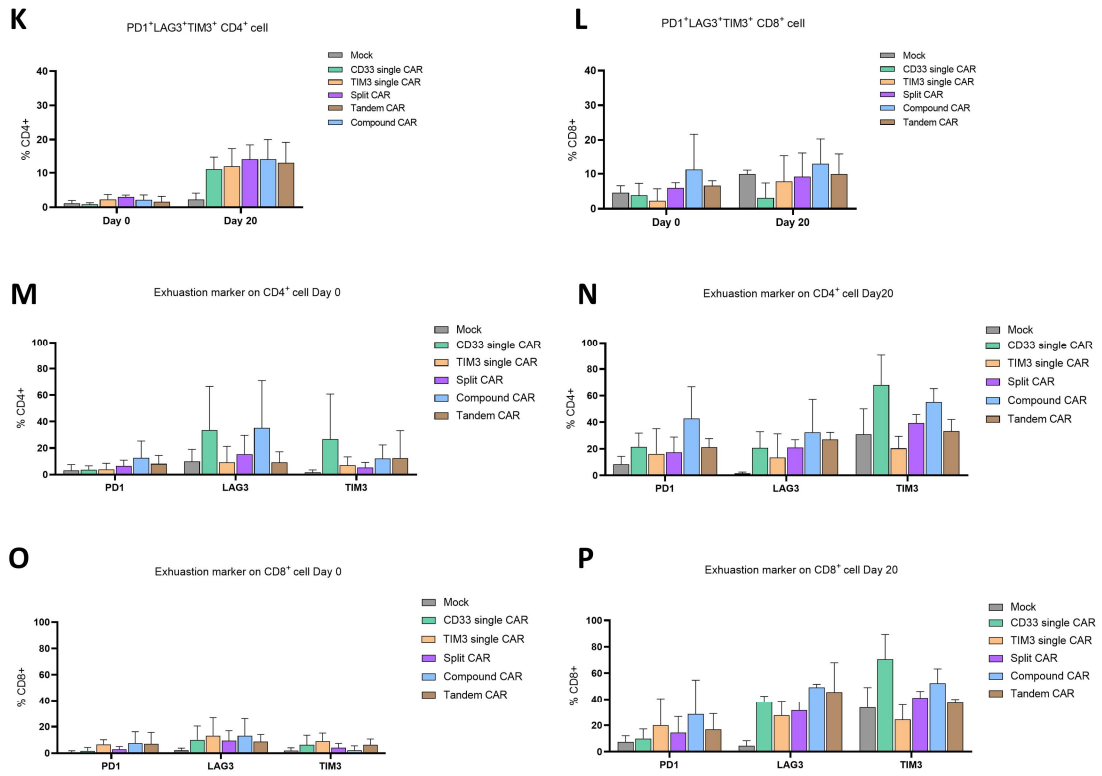 K
PD1⁺LAG3⁺TIM3⁺ CD4⁺ cell
Mock
CD33 single CAR
TIM3 single CAR
Split CAR
Tandem CAR
Compound CAR
% CD4+
40
30
20
10
0
Day 0
Day 20
L
PD1⁺LAG3⁺TIM3⁺ CD8⁺ cell
Mock
CD33 single CAR
TIM3 single CAR
Split CAR
Compound CAR
Tandem CAR
% CD8+
40
30
20
10
0
Day 0
Day 20
M
Exhuastion marker on CD4⁺ cell Day 0
Mock
CD33 single CAR
TIM3 single CAR
Split CAR
Compound CAR
Tandem CAR
% CD4+
100
80
60
40
20
0
PD1
LAG3
TIM3
N
Exhuastion marker on CD4⁺ cell Day20
Mock
CD33 single CAR
TIM3 single CAR
Split CAR
Compound CAR
Tandem CAR
% CD4+
100
80
60
40
20
0
PD1
LAG3
TIM3
O
Exhuastion marker on CD8⁺ cell Day 0
Mock
CD33 single CAR
TIM3 single CAR
Split CAR
Compound CAR
Tandem CAR
% CD8+
100
80
60
40
20
0
PD1
LAG3
TIM3
P
Exhuastion marker on CD8⁺ cell Day 20
Mock
CD33 single CAR
TIM3 single CAR
Split CAR
Compound CAR
Tandem CAR
% CD8+
100
80
60
40
20
0
PD1
LAG3
TIM3